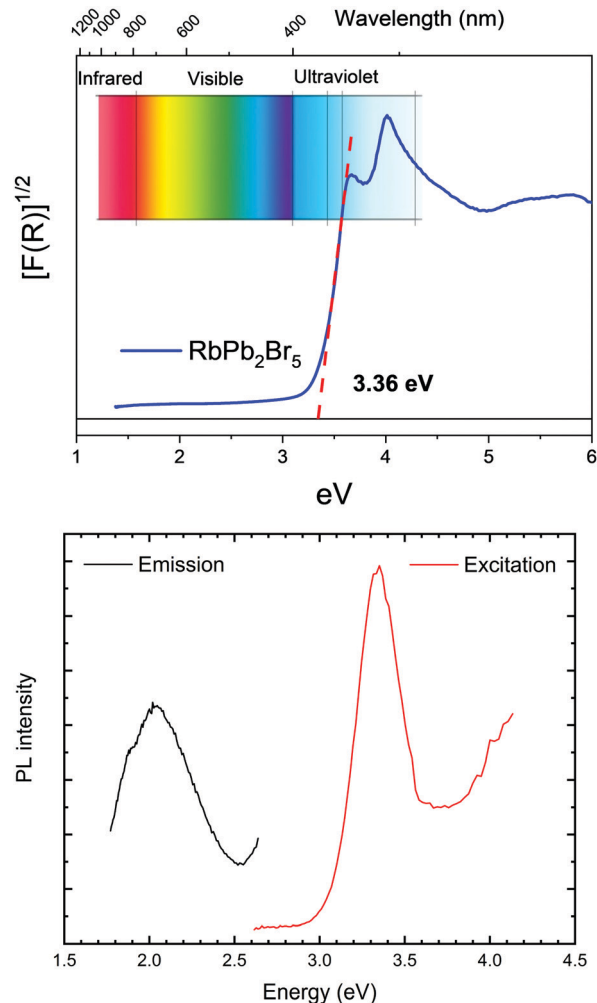 Wavelength (nm)
1200 1000 800 600 400
Infrared Visible Ultraviolet
[F(R)]1/2
RbPb2Br5
3.36 eV
1 2 3 4 5 6
eV
Emission Excitation
PL intensity
1.5 2.0 2.5 3.0 3.5 4.0 4.5
Energy (eV)